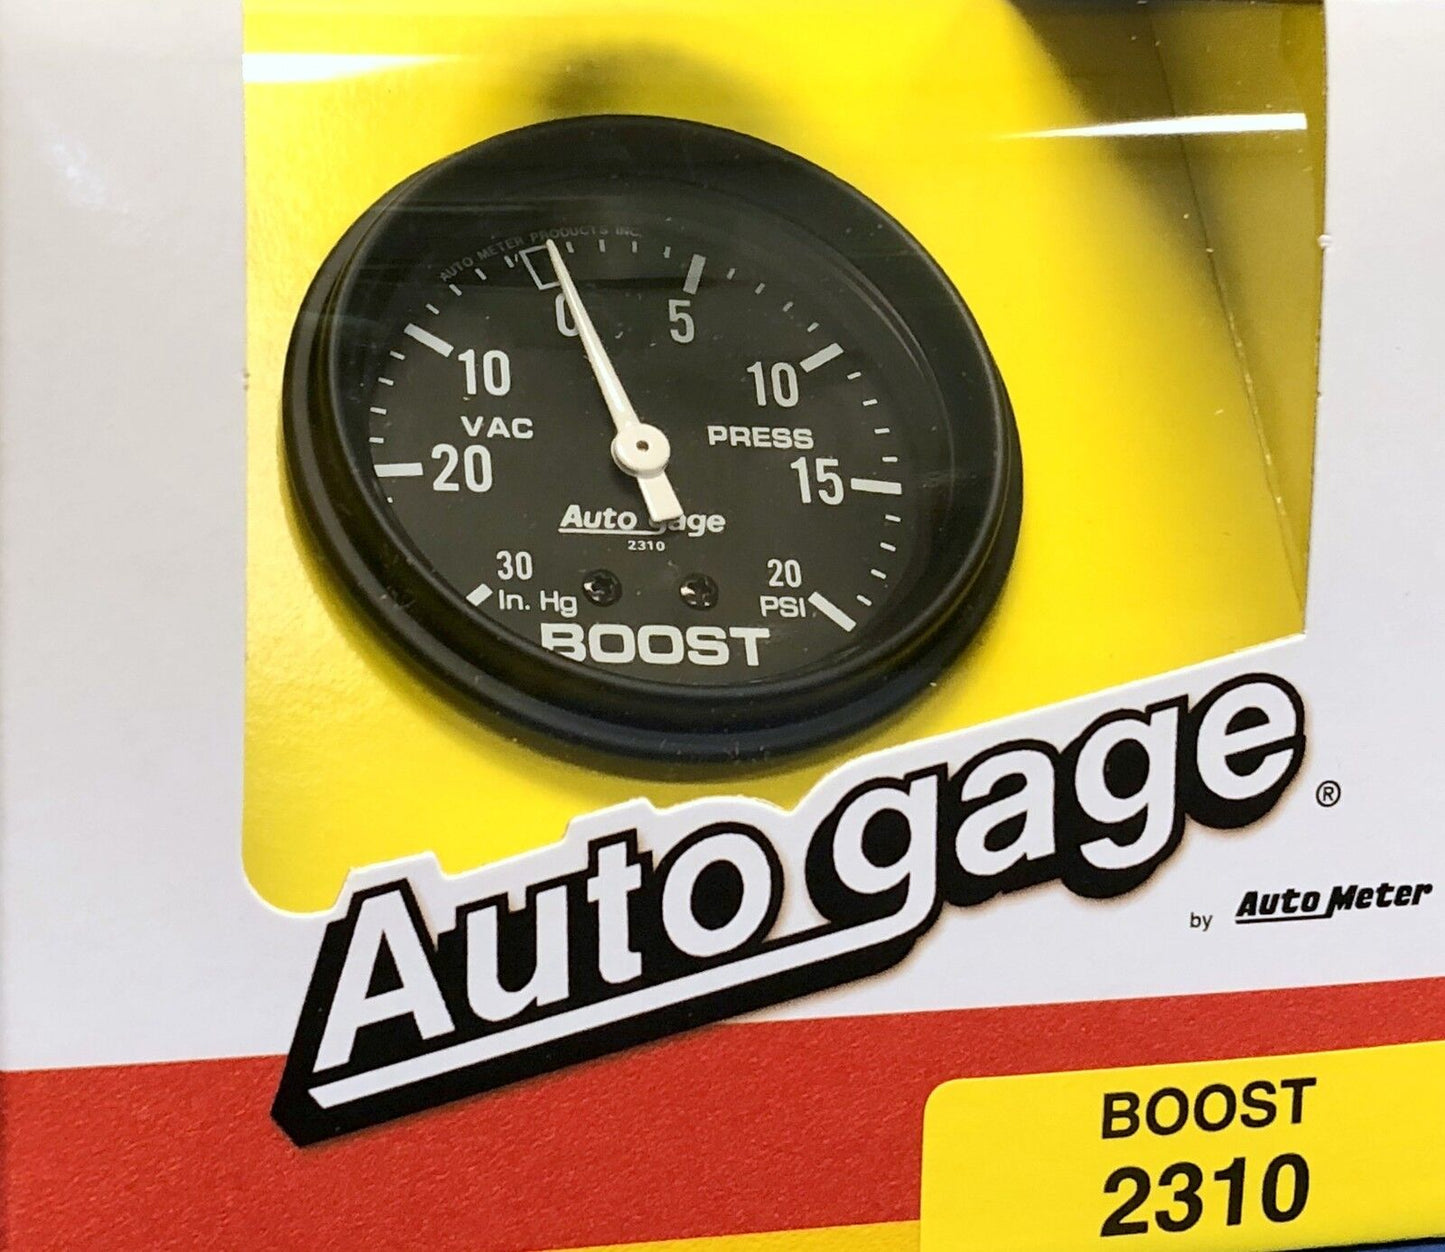 AUTO METER PRODUCTS INC.
0
5
10
10
VAC
PRESS
20
15
Auto gage
2310
30
In. Hg
20
PSI
BOOST
Auto gage ®
by Auto Meter
BOOST
2310